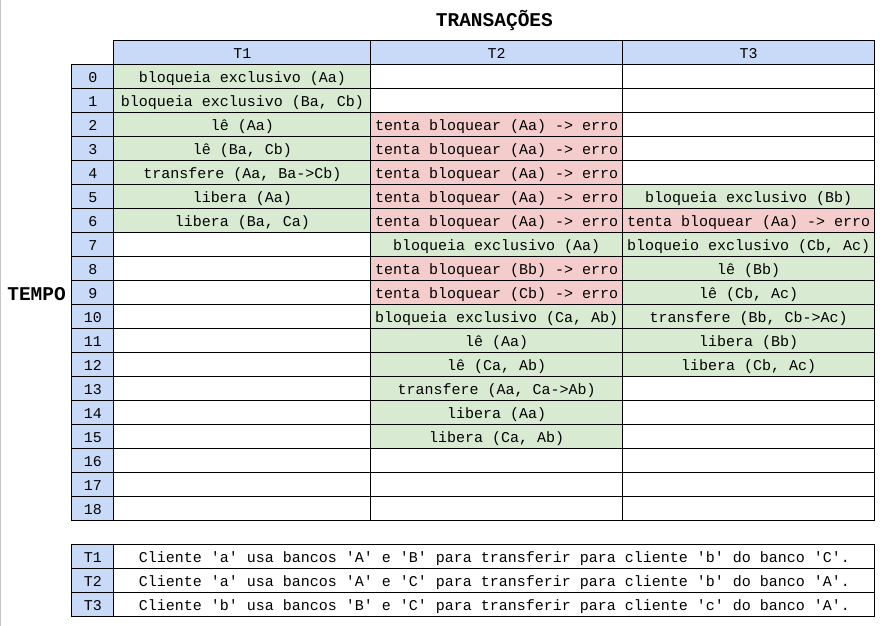 TRANSAÇÕES
T1 T2 T3
0 bloqueia exclusivo (Aa)
1 bloqueia exclusivo (Ba, Cb)
2 lê (Aa) tenta bloquear (Aa) -> erro
3 lê (Ba, Cb) tenta bloquear (Aa) -> erro
4 transfere (Aa, Ba->Cb) tenta bloquear (Aa) -> erro
5 libera (Aa) tenta bloquear (Aa) -> erro bloqueia exclusivo (Bb)
6 libera (Ba, Ca) tenta bloquear (Aa) -> erro tenta bloquear (Aa) -> erro
7 bloqueia exclusivo (Aa) bloqueio exclusivo (Cb, Ac)
8 tenta bloquear (Bb) -> erro lê (Bb)
TEMPO 9 tenta bloquear (Cb) -> erro lê (Cb, Ac)
10 bloqueia exclusivo (Ca, Ab) transfere (Bb, Cb->Ac)
11 lê (Aa) libera (Bb)
12 lê (Ca, Ab) libera (Cb, Ac)
13 transfere (Aa, Ca->Ab)
14 libera (Aa)
15 libera (Ca, Ab)
16
17
18
T1 Cliente 'a' usa bancos 'A' e 'B' para transferir para cliente 'b' do banco 'C'.
T2 Cliente 'a' usa bancos 'A' e 'C' para transferir para cliente 'b' do banco 'A'.
T3 Cliente 'b' usa bancos 'B' e 'C' para transferir para cliente 'c' do banco 'A'.